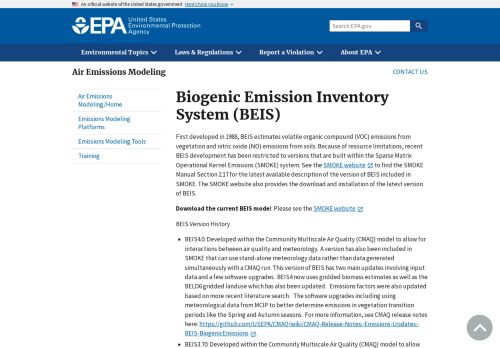 An official website of the United States government Here's how you know
EPA
United States
Environmental Protection
Agency
Search EPA.gov
Environmental Topics
Laws & Regulations
Report a Violation
About EPA
Air Emissions Modeling
CONTACT US
Air Emissions
Modeling/Home
Emissions Modeling
Platforms
Emissions Modeling Tools
Training
Biogenic Emission Inventory
System (BEIS)
First developed in 1988, BEIS estimates volatile organic compound (VOC) emissions from
vegetation and nitric oxide (NO) emissions from soils. Because of resource limitations, recent
BEIS development has been restricted to versions that are built within the Sparse Matrix
Operational Kernel Emissions (SMOKE) system. See the SMOKE website to find the SMOKE
Manual Section 2.17 for the latest available description of the version of BEIS included in
SMOKE. The SMOKE website also provides the download and installation of the latest version
of BEIS.
Download the current BEIS model. Please see the SMOKE website
BEIS Version History
BEIS4.0: Developed within the Community Multiscale Air Quality (CMAQ) model to allow for
interactions between air quality and meteorology. A version has also been included in
SMOKE that can use stand-alone meteorology data rather than data generated
simultaneously with a CMAQ run. This version of BEIS has two main updates involving input
data and a few software upgrades. BEIS4 now uses gridded biomass estimates as well as the
BELD6 gridded landuse which has also been updated. Emissions factors were also updated
based on more recent literature search. The software upgrades including using
meteorological data from MCIP to better determine emissions in vegetation transition
periods like the Spring and Autumn seasons. For more information, see CMAQ release notes
here: https://github.com/USEPA/CMAQ/wiki/CMAQ-Release-Notes:-Emissions-Updates:-
BEIS-BiogenicEmissions
BEIS3.70: Developed within the Community Multiscale Air Quality (CMAQ) model to allow